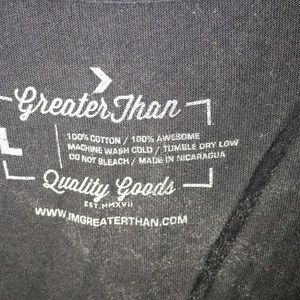 >
GreaterThan
L
100% COTTON / 100% AWESOME
MACHINE WASH COLD / TUMBLE DRY LOW
DO NOT BLEACH / MADE IN NICARAGUA
Quality Goods
EST. MMXVII
WWW.IMGREATERTHAN.COM